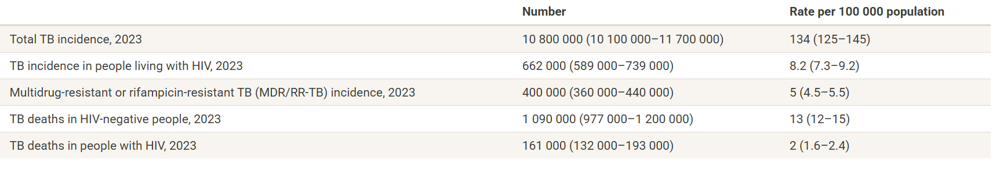 Number Rate per 100 000 population
Total TB incidence, 2023 10 800 000 (10 100 000–11 700 000) 134 (125–145)
TB incidence in people living with HIV, 2023 662 000 (589 000–739 000) 8.2 (7.3–9.2)
Multidrug-resistant or rifampicin-resistant TB (MDR/RR-TB) incidence, 2023 400 000 (360 000–440 000) 5 (4.5–5.5)
TB deaths in HIV-negative people, 2023 1 090 000 (977 000–1 200 000) 13 (12–15)
TB deaths in people with HIV, 2023 161 000 (132 000–193 000) 2 (1.6–2.4)